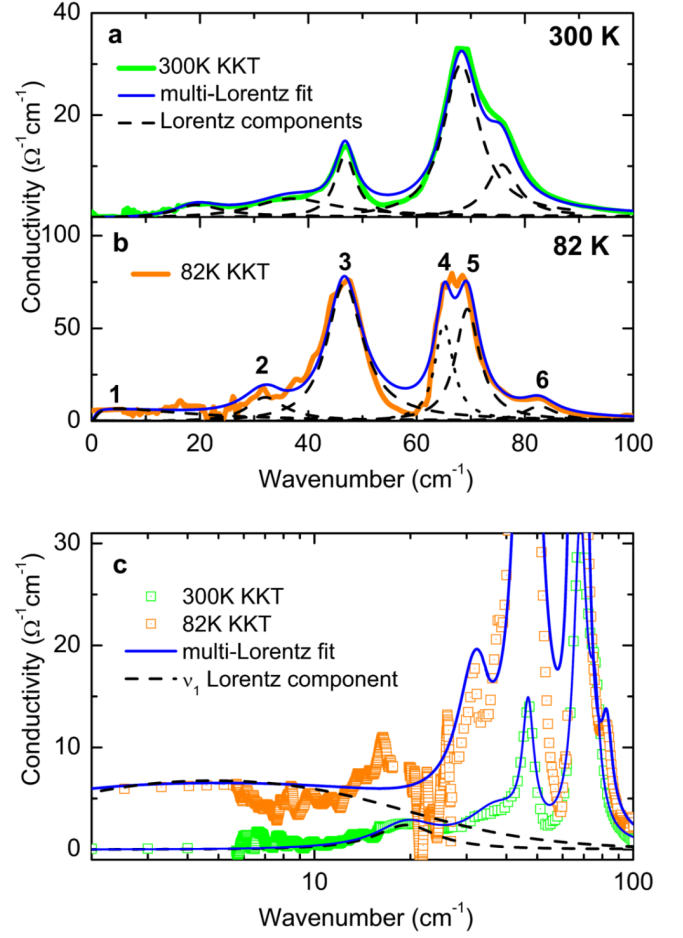 40
a
300 K
300K KKT
multi-Lorentz fit
Lorentz components
20
Conductivity (Ω⁻¹cm⁻¹)
100
b
82 K
82K KKT
3
4
5
50
2
1
6
0
0
20
40
60
80
100
Wavenumber (cm⁻¹)
30
c
300K KKT
82K KKT
multi-Lorentz fit
ν₁ Lorentz component
20
Conductivity (Ω⁻¹cm⁻¹)
10
0
10
100
Wavenumber (cm⁻¹)